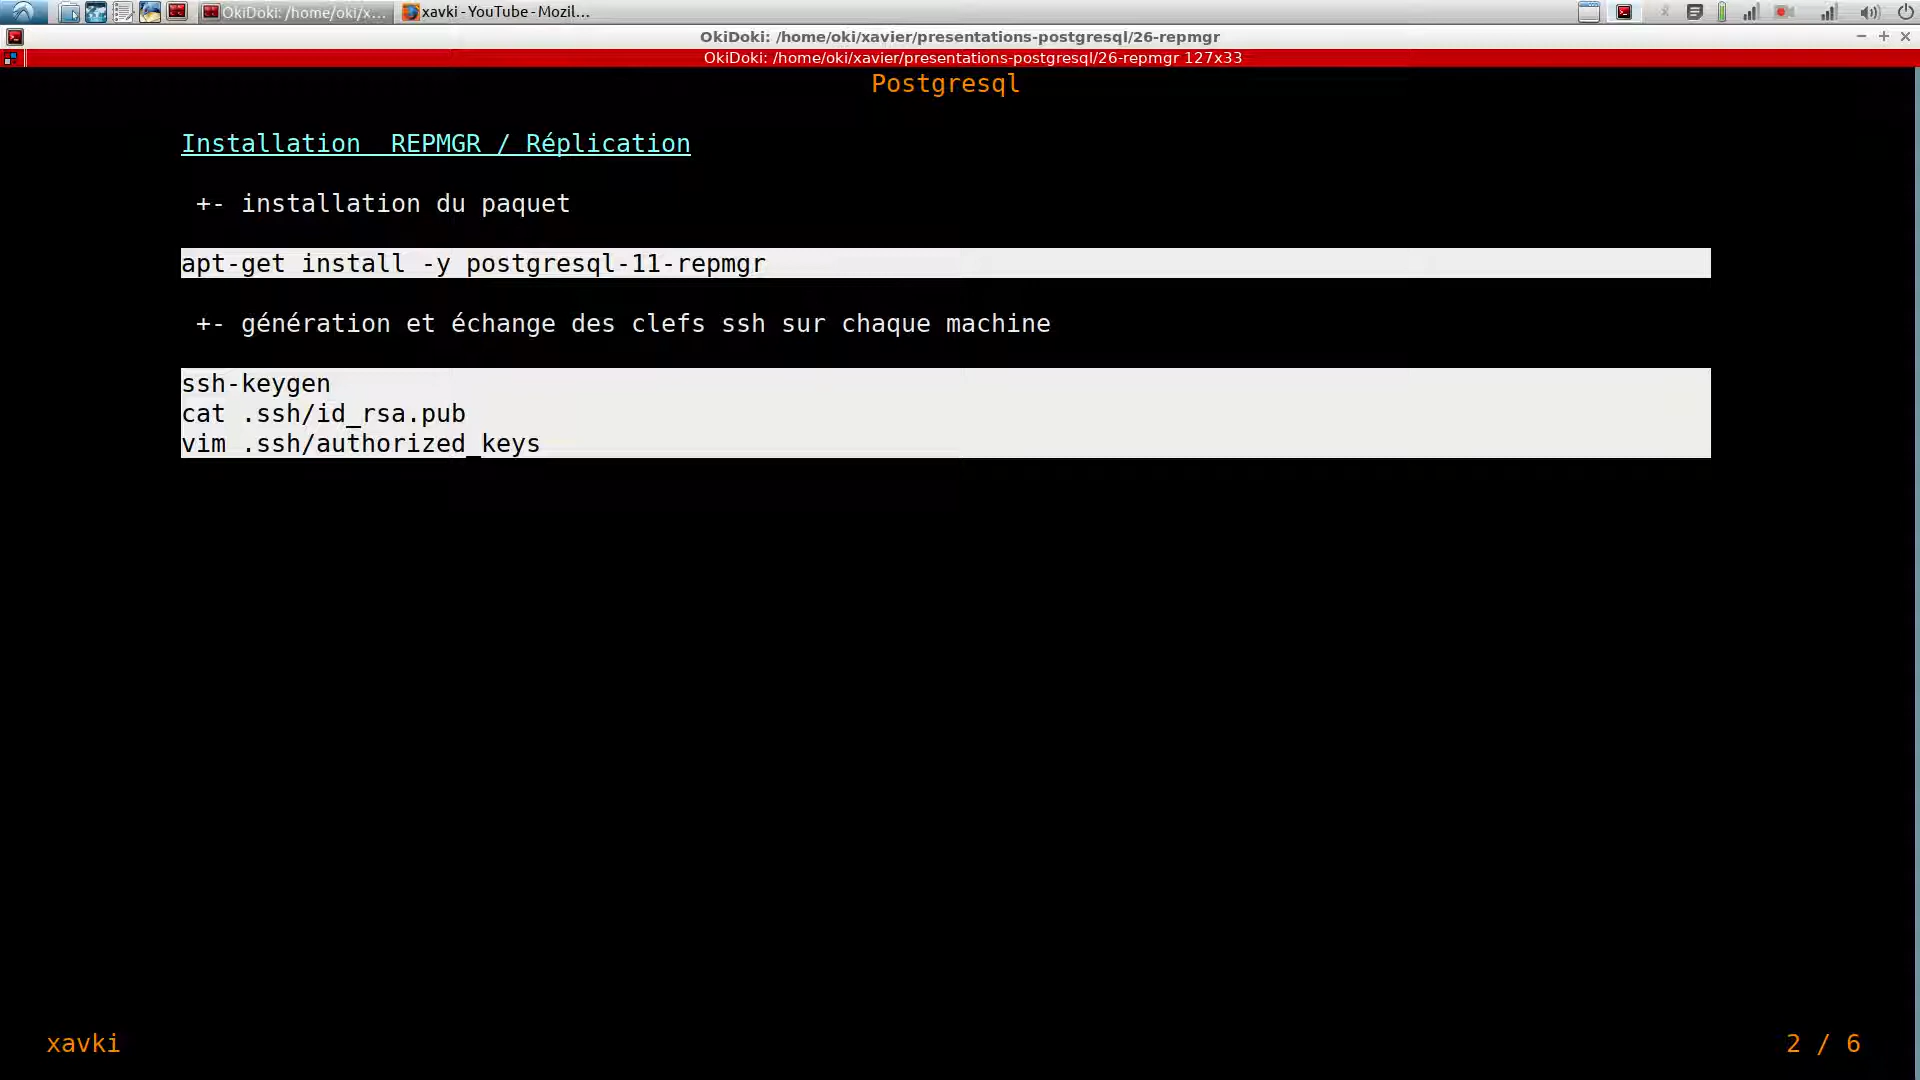 OkiDoki: /home/oki/x...
xavki - YouTube - Mozil...
OkiDoki: /home/oki/xavier/presentations-postgresql/26-repmgr
OkiDoki: /home/oki/xavier/presentations-postgresql/26-repmgr 127x33
Postgresql
Installation  REPMGR / Réplication
+- installation du paquet
apt-get install -y postgresql-11-repmgr
+- génération et échange des clefs ssh sur chaque machine
ssh-keygen
cat .ssh/id_rsa.pub
vim .ssh/authorized_keys
xavki
2 / 6